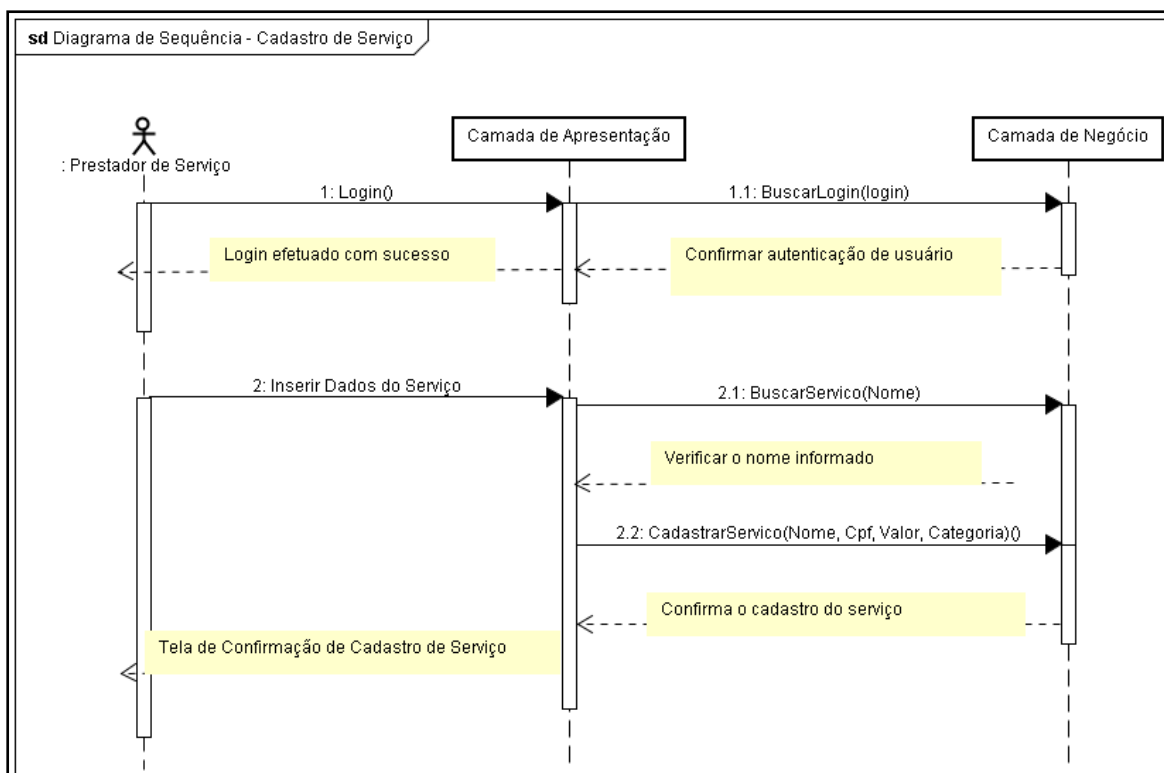 sd Diagrama de Sequência - Cadastro de Serviço
: Prestador de Serviço
Camada de Apresentação
Camada de Negócio
1: Login()
1.1: BuscarLogin(login)
Login efetuado com sucesso
Confirmar autenticação de usuário
2: Inserir Dados do Serviço
2.1: BuscarServico(Nome)
Verificar o nome informado
2.2: CadastrarServico(Nome, Cpf, Valor, Categoria)()
Confirma o cadastro do serviço
Tela de Confirmação de Cadastro de Serviço